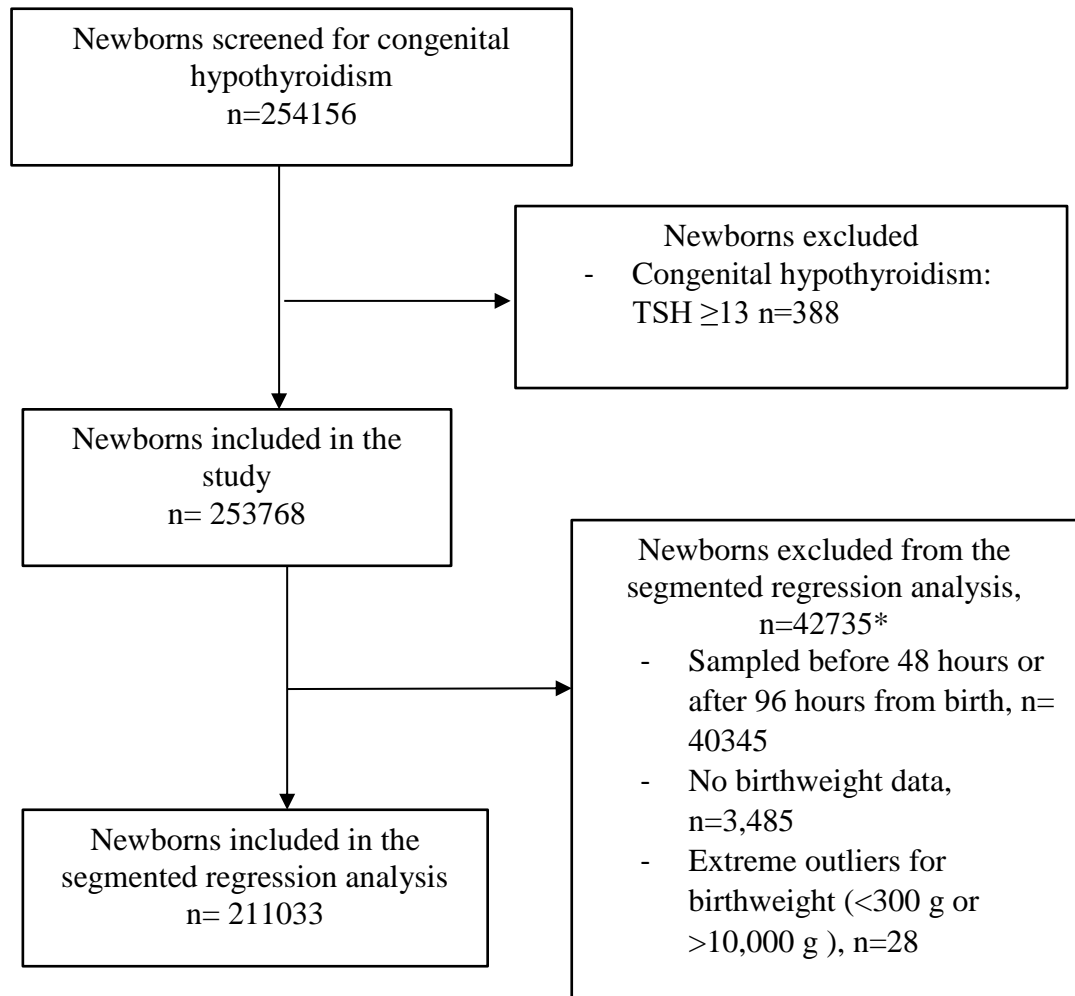 Newborns screened for congenital
hypothyroidism
n=254156
Newborns excluded
- Congenital hypothyroidism:
TSH ≥13 n=388
Newborns included in the
study
n= 253768
Newborns excluded from the
segmented regression analysis,
n=42735*
- Sampled before 48 hours or
after 96 hours from birth, n=
40345
- No birthweight data,
n=3,485
- Extreme outliers for
birthweight (<300 g or
>10,000 g ), n=28
Newborns included in the
segmented regression analysis
n= 211033